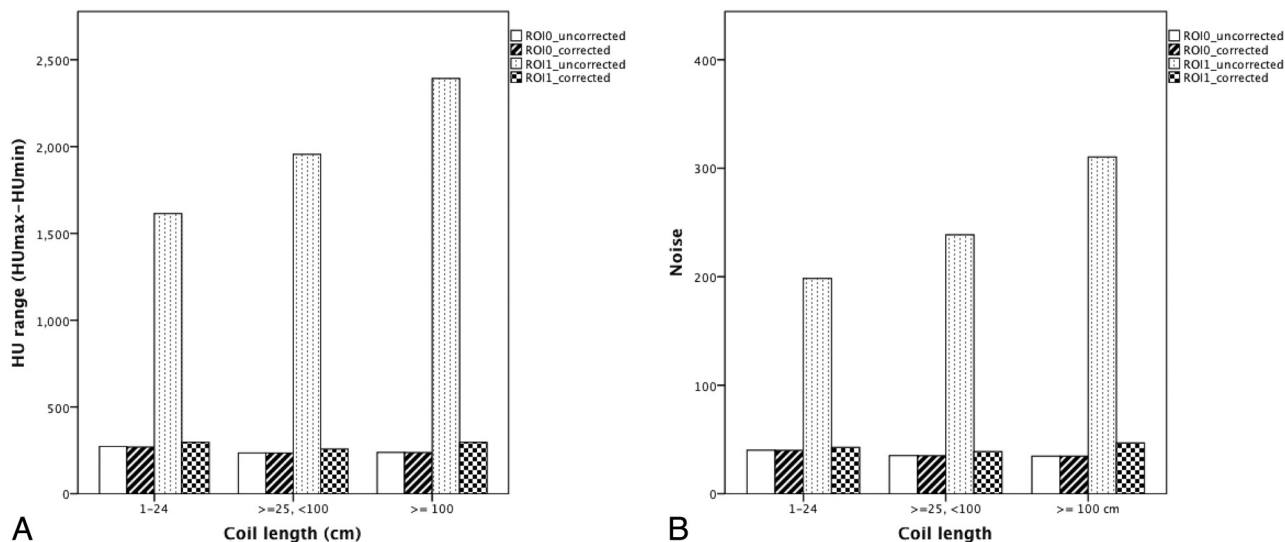 ROI0_uncorrected
ROI0_corrected
ROI1_uncorrected
ROI1_corrected
HU range (HUmax-HUmin)
2,500
2,000
1,500
1,000
500
0
1-24
>=25, <100
>= 100
Coil length (cm)
A
ROI0_uncorrected
ROI0_corrected
ROI1_uncorrected
ROI1_corrected
Noise
400
300
200
100
0
1-24
>=25, <100
>= 100 cm
Coil length
B